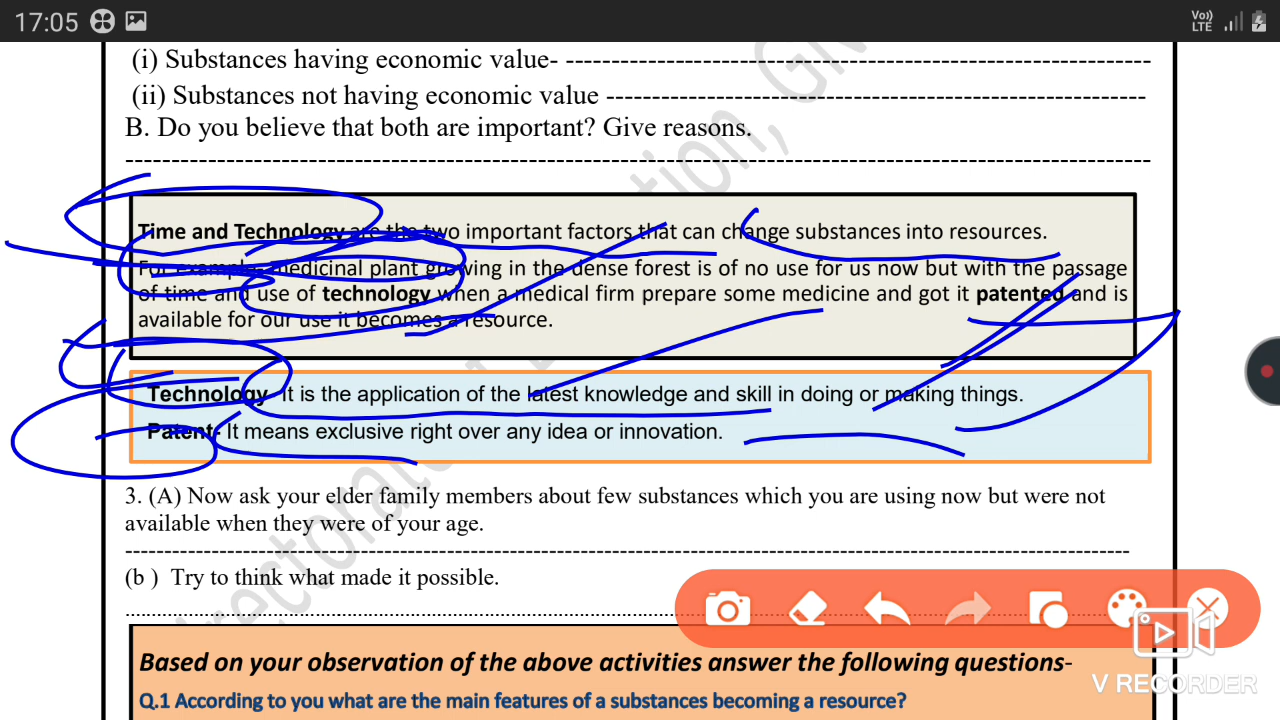 17:05
Vo)) LTE
(i) Substances having economic value- ------------------------------------------------------------
(ii) Substances not having economic value -------------------------------------------------------
B. Do you believe that both are important? Give reasons.
----------------------------------------------------------------------------------------------------
Time and Technology are the two important factors that can change substances into resources.
For example- medicinal plant growing in the dense forest is of no use for us now but with the passage
of time and use of technology when a medical firm prepare some medicine and got it patented and is
available for our use it becomes a resource.
Technology- It is the application of the latest knowledge and skill in doing or making things.
Patent- It means exclusive right over any idea or innovation.
3. (A) Now ask your elder family members about few substances which you are using now but were not
available when they were of your age.
----------------------------------------------------------------------------------------------------
(b ) Try to think what made it possible.
....................................................................................................
Based on your observation of the above activities answer the following questions-
Q.1 According to you what are the main features of a substances becoming a resource?
V RECORDER